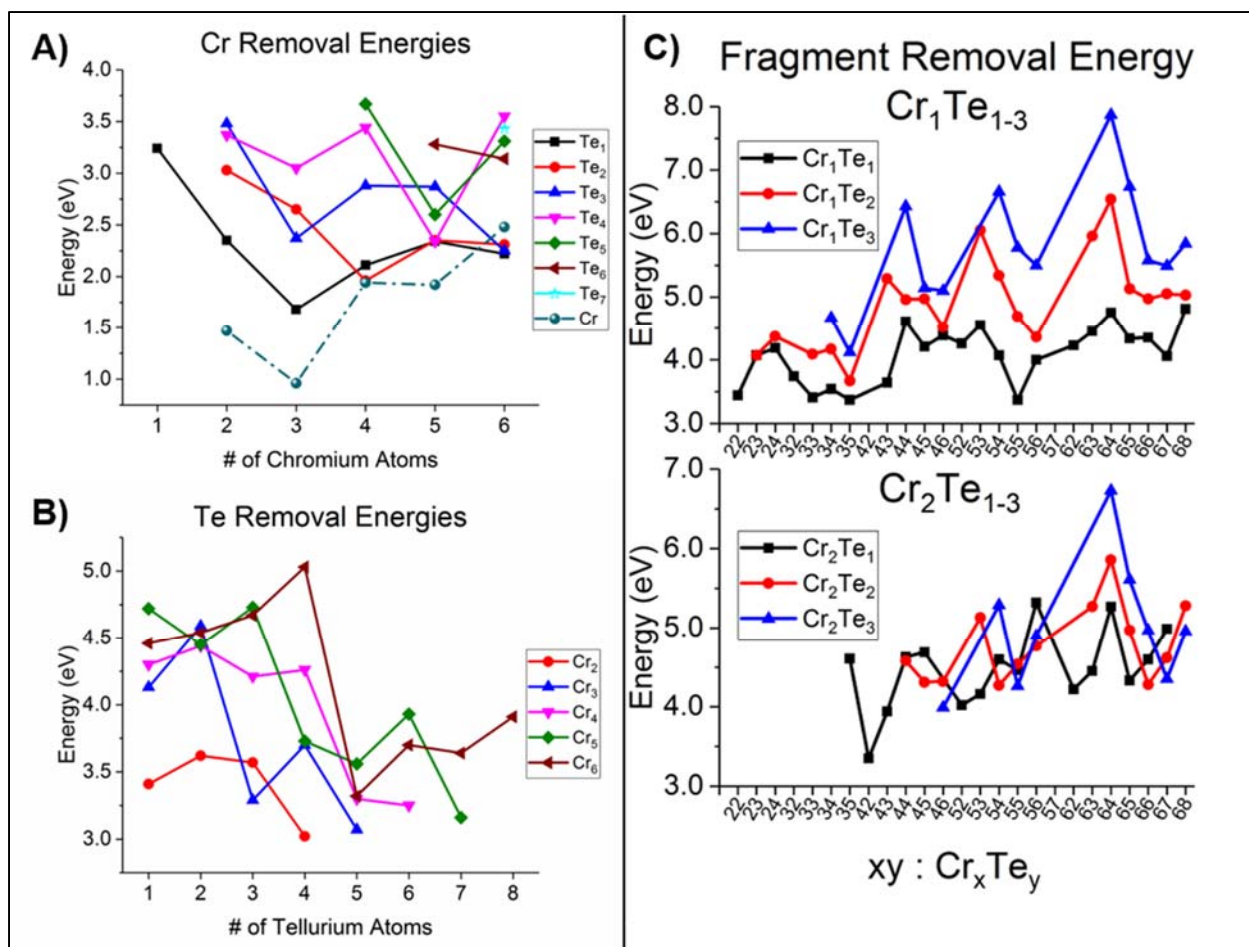 A)
Cr Removal Energies
4.0
3.5
3.0
2.5
2.0
1.5
1.0
Energy (eV)
1 2 3 4 5 6
# of Chromium Atoms
Te₁
Te₂
Te₃
Te₄
Te₅
Te₆
Te₇
Cr
B)
Te Removal Energies
5.0
4.5
4.0
3.5
3.0
Energy (eV)
1 2 3 4 5 6 7 8
# of Tellurium Atoms
Cr₂
Cr₃
Cr₄
Cr₅
Cr₆
C)
Fragment Removal Energy
Cr₁Te₁₋₃
8.0
7.0
6.0
5.0
4.0
3.0
Energy (eV)
Cr₁Te₁
Cr₁Te₂
Cr₁Te₃
22 23 24 32 33 34 35 42 43 44 45 46 52 53 54 55 56 57 62 63 64 65 66 67 68
Cr₂Te₁₋₃
7.0
6.0
5.0
4.0
3.0
Energy (eV)
Cr₂Te₁
Cr₂Te₂
Cr₂Te₃
22 23 24 32 33 34 35 42 43 44 45 46 52 53 54 55 56 57 62 63 64 65 66 67 68
xy : CrₓTeᵧ